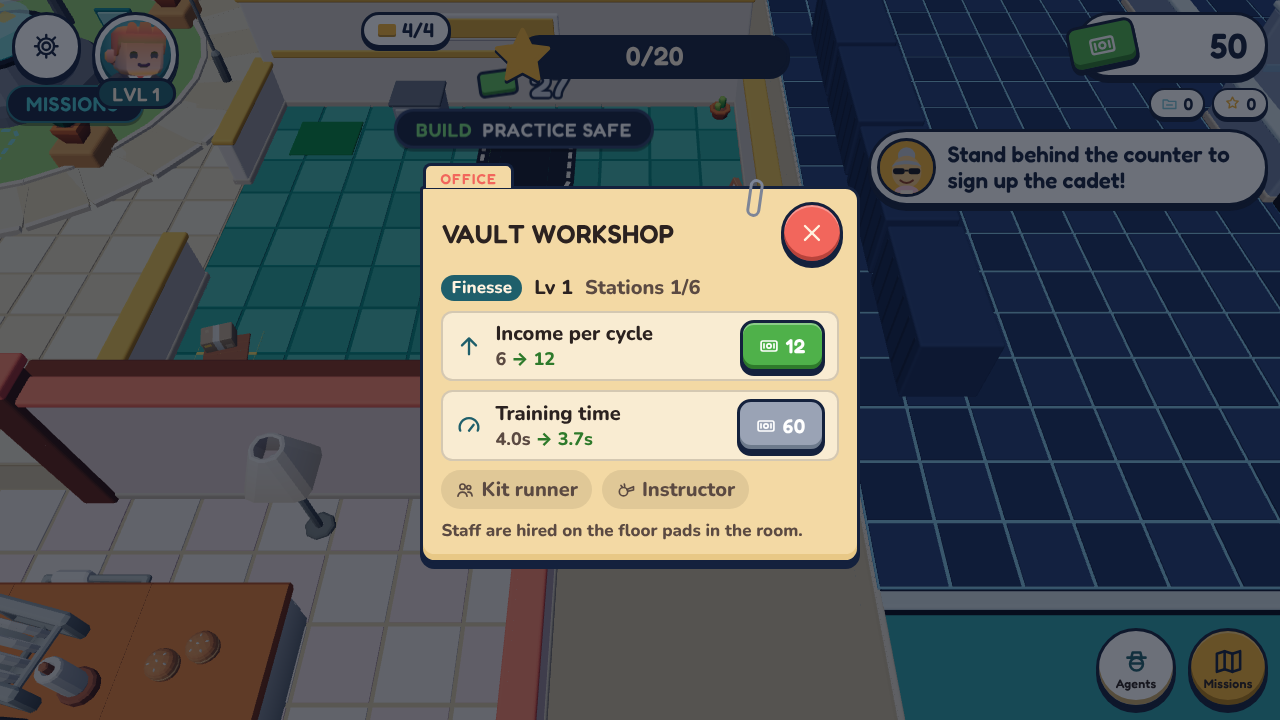 4/4
0/20
50
27
MISSIONS
LVL 1
0
0
BUILD PRACTICE SAFE
Stand behind the counter to
sign up the cadet!
OFFICE
VAULT WORKSHOP
Finesse Lv 1 Stations 1/6
Income per cycle
6 → 12
12
Training time
4.0s → 3.7s
60
Kit runner
Instructor
Staff are hired on the floor pads in the room.
Agents
Missions